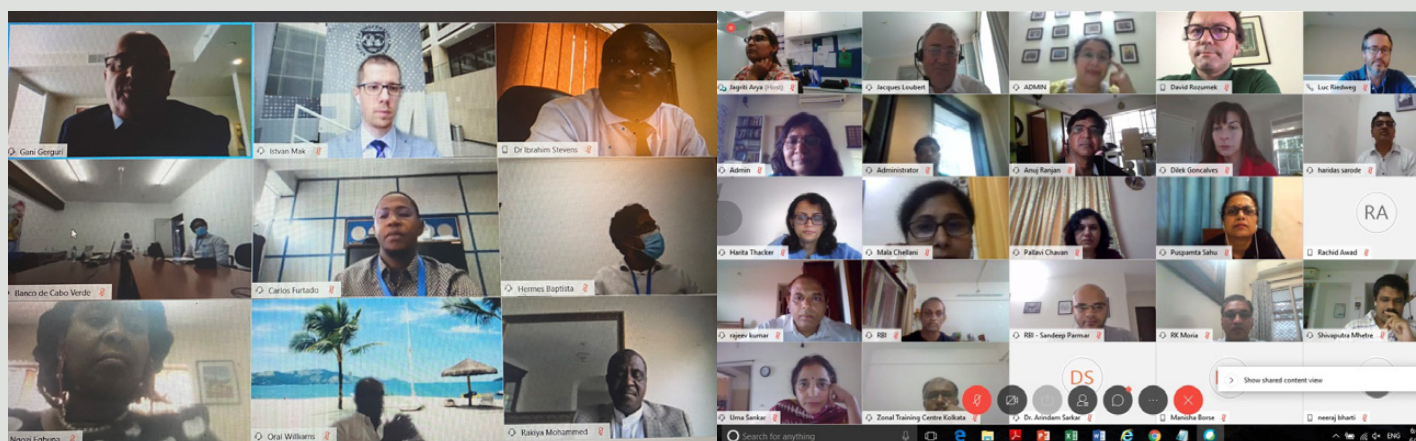 Gani Gerguri
Istvan Mak
Dr Ibrahim Stevens
Banco de Cabo Verde
Carlos Furtado
Hermes Baptista
Ngozi Egbuna
Oral Williams
Rakiya Mohammed
Jagriti Arya (Host)
Jacques Loubert
ADMIN
David Rozumek
Luc Riedweg
Admin
Administrator
Anuj Ranjan
Dilek Goncalves
haridas sarode
Harita Thacker
Mala Chellani
Pallavi Chavan
Puspamta Sahu
RA
Rachid Awad
rajeev kumar
RBI
RBI - Sandeep Parmar
RK Moria
Shivaputra Mhetre
DS
Show shared content view
Uma Sankar
Zonal Training Centre Kolkata
Dr. Arindam Sarkar
Manisha Borse
neeraj bharti
Search for anything
ENG